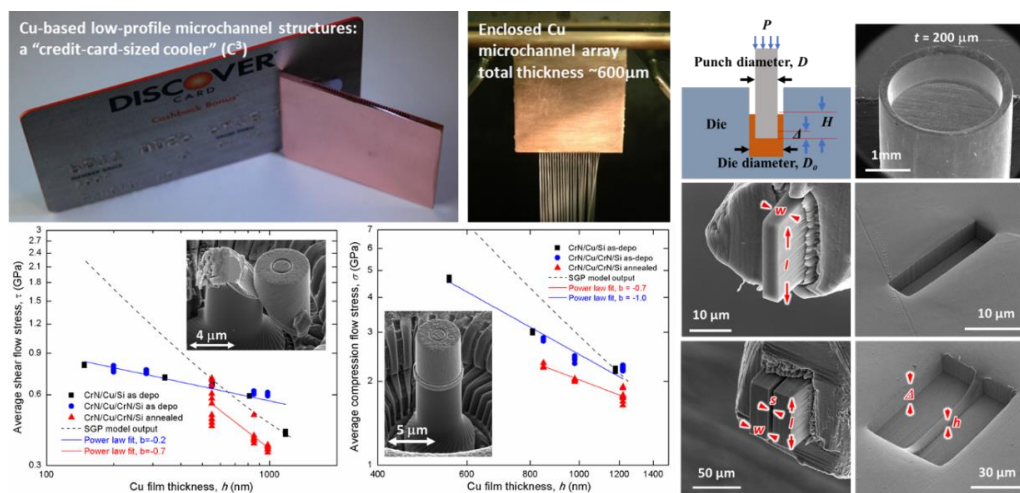 Cu-based low-profile microchannel structures:
a “credit-card-sized cooler” (C³)
DISCOVER
CARD
Cashback Bonus
Enclosed Cu
microchannel array
total thickness ~600μm
P
Punch diameter, D
Die
H
Δ
Die diameter, Dₒ
t = 200 μm
1mm
w
l
10 μm
10 μm
s
w
l
50 μm
Δ
h
30 μm
Average shear flow stress, τ (GPa)
3
2.7
2.4
2.1
1.8
1.5
1.2
0.9
0.6
0.3
4 μm
CrN/Cu/Si as depo
CrN/Cu/CrN/Si as depo
CrN/Cu/CrN/Si annealed
SGP model output
Power law fit, b=-0.2
Power law fit, b=-0.7
100
1000
Cu film thickness, h (nm)
Average compression flow stress, σ (GPa)
7
6
5
4
3
2
1
CrN/Cu/Si as-depo
CrN/Cu/CrN/Si as-depo
CrN/Cu/CrN/Si annealed
SGP model output
Power law fit, b = -0.7
Power law fit, b = -1.0
5 μm
400
600
800
1000
1200
1400
Cu film thickness, h (nm)